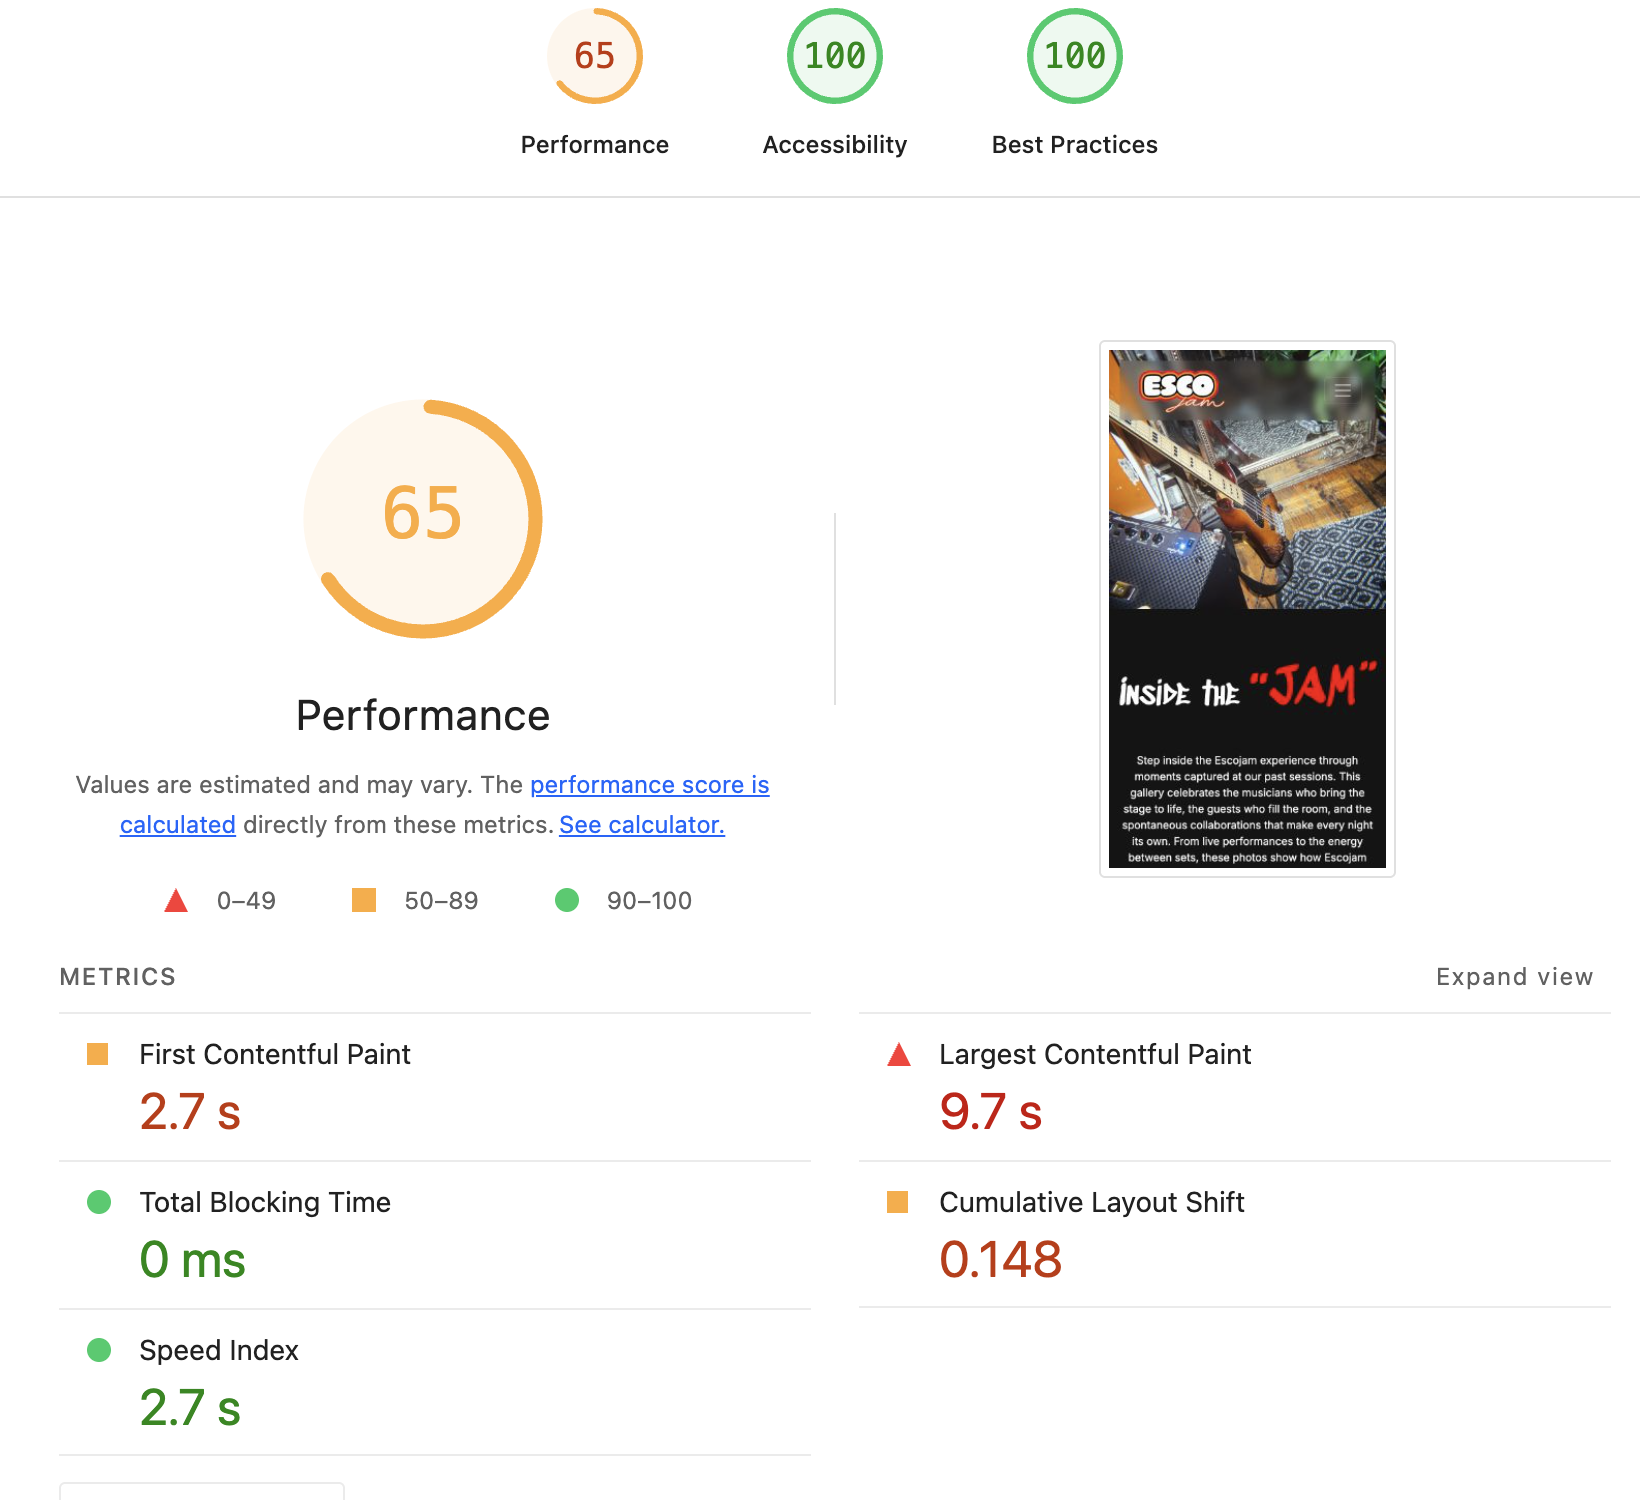 65
100
100
Performance
Accessibility
Best Practices
65
Performance
Values are estimated and may vary. The performance score is
calculated directly from these metrics. See calculator.
0–49
50–89
90–100
ESCO
Jam
INSIDE THE "JAM"
Step inside the Escojam experience through
moments captured at our past sessions. This
gallery celebrates the musicians who bring the
stage to life, the guests who fill the room, and the
spontaneous collaborations that make every night
its own. From live performances to the energy
between sets, these photos show how Escojam
METRICS
Expand view
First Contentful Paint
2.7 s
Largest Contentful Paint
9.7 s
Total Blocking Time
0 ms
Cumulative Layout Shift
0.148
Speed Index
2.7 s